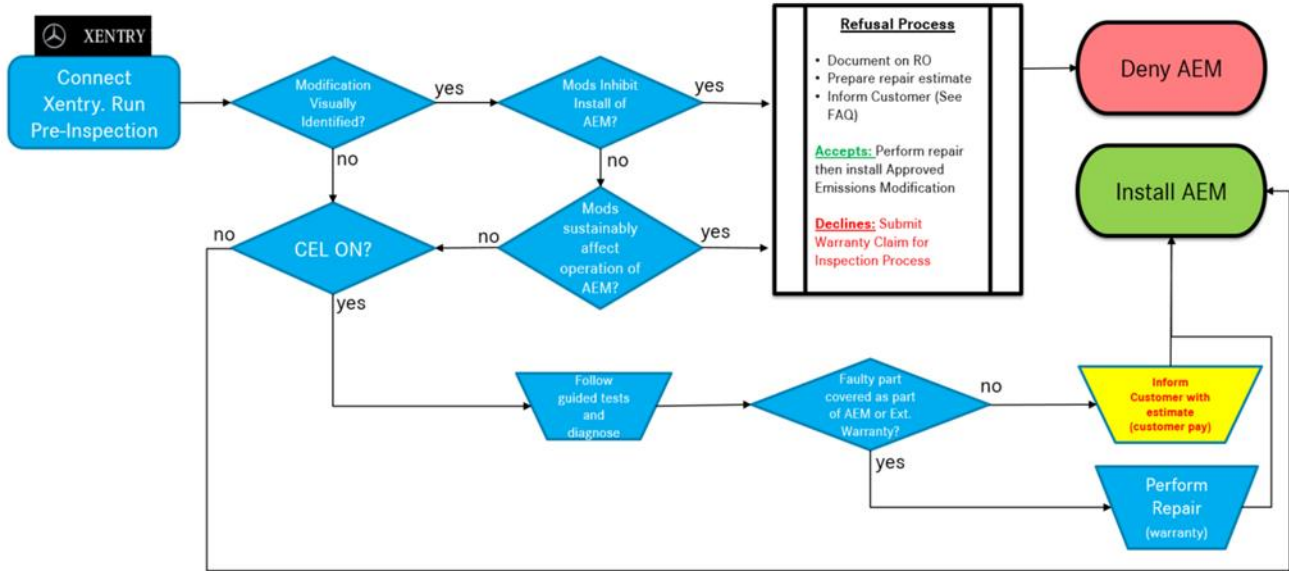 XENTRY
Connect
Xentry. Run
Pre-Inspection
Modification
Visually
Identified?
yes
no
Mods Inhibit
Install of
AEM?
yes
no
Refusal Process
• Document on RO
• Prepare repair estimate
• Inform Customer (See
FAQ)
Accepts: Perform repair
then install Approved
Emissions Modification
Declines: Submit
Warranty Claim for
Inspection Process
Deny AEM
Install AEM
no
CEL ON?
yes
no
Mods
sustainably
affect
operation of
AEM?
yes
Follow
guided tests
and
diagnose
Faulty part
covered as part
of AEM or Ext.
Warranty?
no
yes
Inform
Customer with
estimate
(customer pay)
Perform
Repair
(warranty)